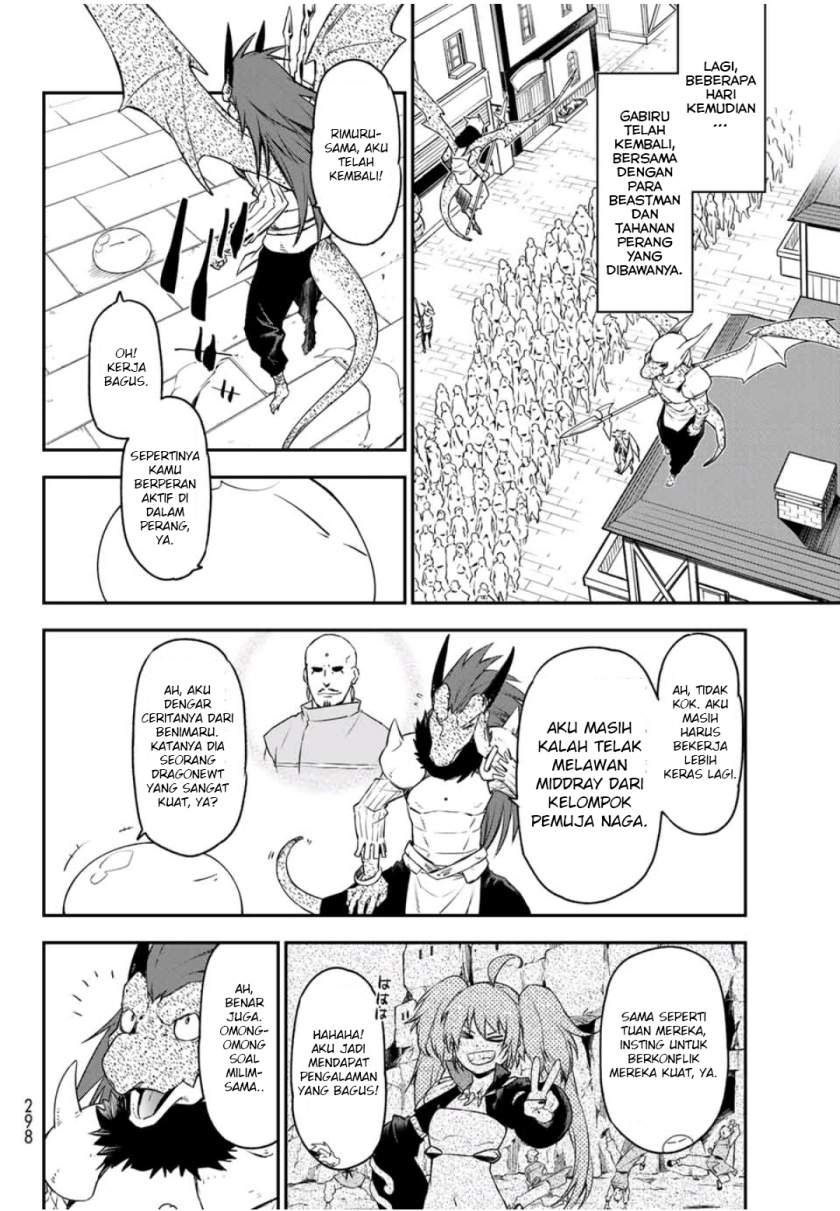 LAGI,
BEBERAPA
HARI
KEMUDIAN
...
GABIRU
TELAH
KEMBALI,
BERSAMA
DENGAN
PARA
BEASTMAN
DAN
TAHANAN
PERANG
YANG
DIBAWANYA.
RIMURU-
SAMA, AKU
TELAH
KEMBALI!
OH!
KERJA
BAGUS.
SEPERTINYA
KAMU
BERPERAN
AKTIF DI
DALAM
PERANG,
YA.
AH, TIDAK
KOK. AKU
MASIH
HARUS
BEKERJA
LEBIH
KERAS LAGI.
AKU MASIH
KALAH TELAK
MELAWAN
MIDDRAY DARI
KELOMPOK
PEMUJA NAGA.
AH, AKU
DENGAR
CERITANYA DARI
BENIMARU.
KATANYA DIA
SEORANG
DRAGONEWT
YANG SANGAT
KUAT, YA?
SAMA SEPERTI
TUAN MEREKA,
INSTING UNTUK
BERKONFLIK
MEREKA KUAT, YA.
ははは
HAHAHA!
AKU JADI
MENDAPAT
PENGALAMAN
YANG BAGUS!
AH,
BENAR
JUGA.
OMONG-
OMONG
SOAL
MILIM-
SAMA..
298